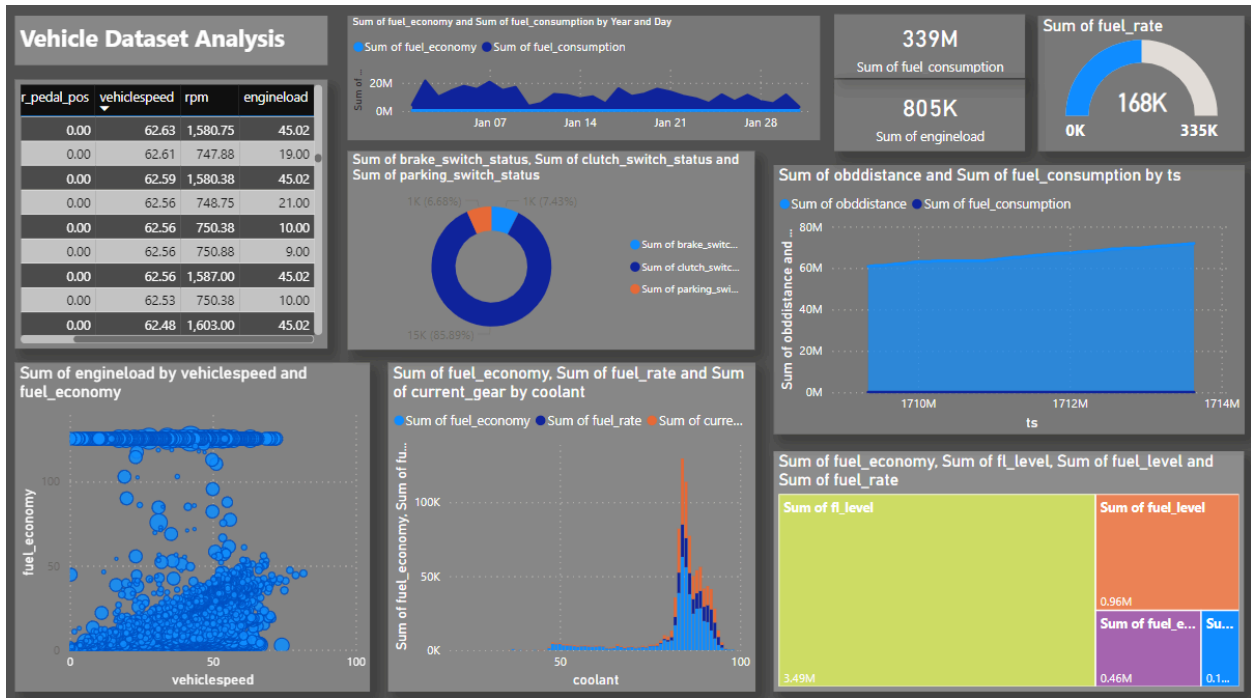 Vehicle Dataset Analysis
r_pedal_pos vehiclespeed rpm engineload
0.00 62.63 1,580.75 45.02
0.00 62.61 747.88 19.00
0.00 62.59 1,580.38 45.02
0.00 62.56 748.75 21.00
0.00 62.56 750.38 10.00
0.00 62.56 750.88 9.00
0.00 62.56 1,587.00 45.02
0.00 62.53 750.38 10.00
0.00 62.48 1,603.00 45.02
Sum of fuel_economy and Sum of fuel_consumption by Year and Day
Sum of fuel_economy Sum of fuel_consumption
Sum of ...
20M
0M
Jan 07 Jan 14 Jan 21 Jan 28
339M
Sum of fuel consumption
805K
Sum of engineload
Sum of fuel_rate
168K
0K 335K
Sum of brake_switch_status, Sum of clutch_switch_status and
Sum of parking_switch_status
1K (6.68%) 1K (7.43%)
15K (85.89%)
Sum of brake_switc...
Sum of clutch_switc...
Sum of parking_swi...
Sum of obddistance and Sum of fuel_consumption by ts
Sum of obddistance Sum of fuel_consumption
Sum of obddistance and ...
80M
60M
40M
20M
0M
1710M 1712M 1714M
ts
Sum of engineload by vehiclespeed and
fuel_economy
fuel_economy
100
50
0
0 50 100
vehiclespeed
Sum of fuel_economy, Sum of fuel_rate and Sum
of current_gear by coolant
Sum of fuel_economy Sum of fuel_rate Sum of curre...
Sum of fuel_economy, Sum of fu...
100K
50K
0K
50 100
coolant
Sum of fuel_economy, Sum of fl_level, Sum of fuel_level and
Sum of fuel_rate
Sum of fl_level
3.49M
Sum of fuel_level
0.96M
Sum of fuel_e...
0.46M
Su...
0.1...